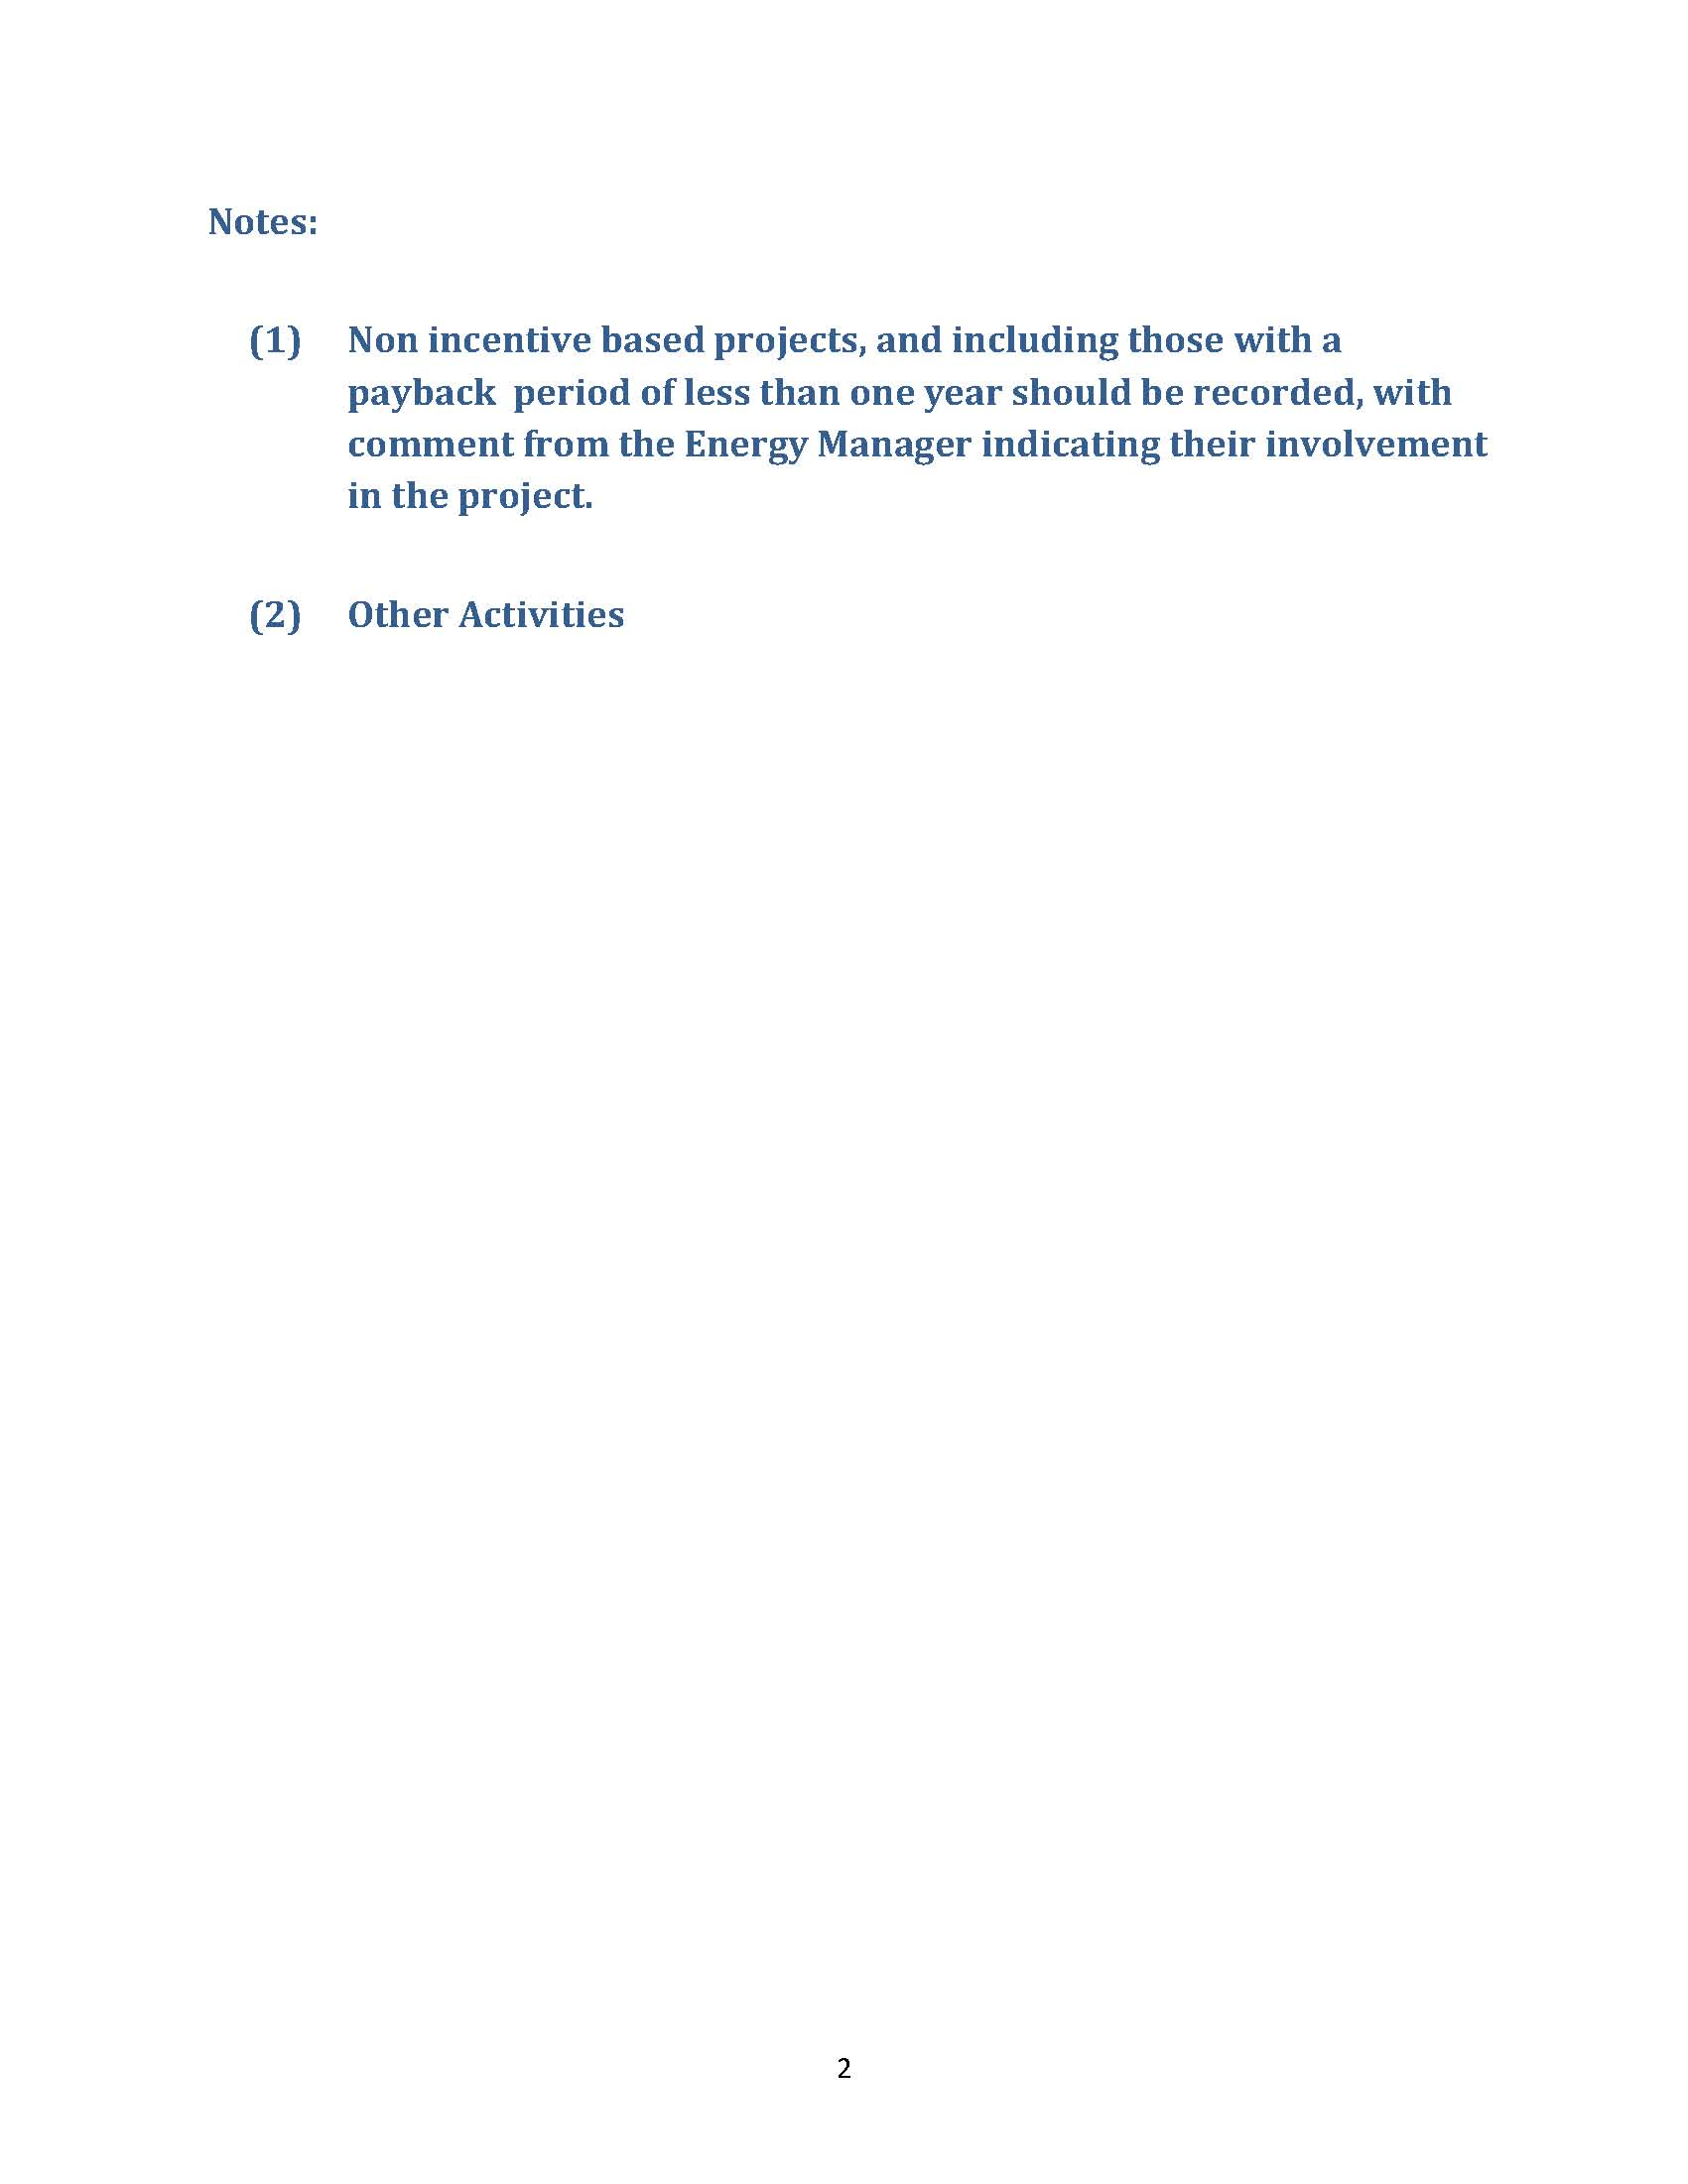 Notes:
(1) Non incentive based projects, and including those with a
payback  period of less than one year should be recorded, with
comment from the Energy Manager indicating their involvement
in the project.
(2) Other Activities
2